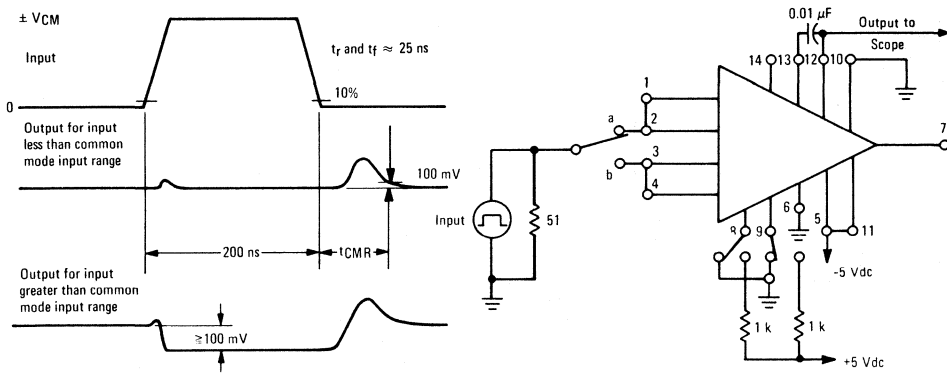 ± VCM
Input
0
tr and tf ≈ 25 ns
10%
Output for input
less than common
mode input range
100 mV
200 ns
tCMR
Output for input
greater than common
mode input range
≥100 mV
0.01 µF
Output to
Scope
14
13
12
10
1
a
2
7
3
b
4
Input
51
6
5
11
8
9
-5 Vdc
1 k
1 k
+5 Vdc